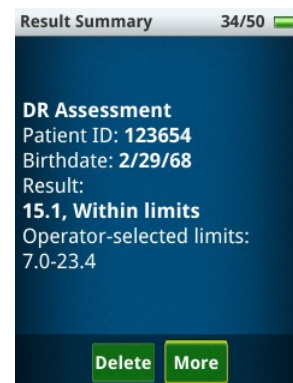 Result Summary 34/50
DR Assessment
Patient ID: 123654
Birthdate: 2/29/68
Result:
15.1, Within limits
Operator-selected limits:
7.0-23.4
Delete More